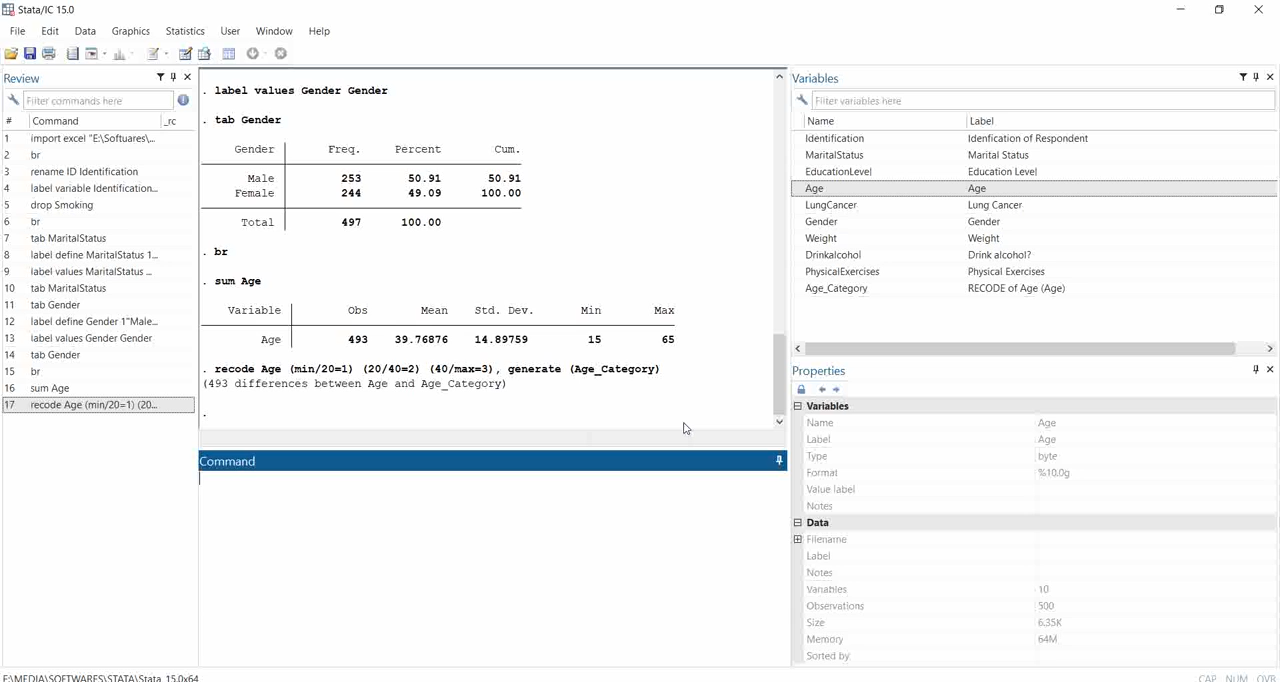 Stata/IC 15.0
File Edit Data Graphics Statistics User Window Help
Review
Filter commands here
# Command _rc
1 import excel "E:\Softuares\...
2 br
3 rename ID Identification
4 label variable Identification...
5 drop Smoking
6 br
7 tab MaritalStatus
8 label define MaritalStatus 1...
9 label values MaritalStatus ...
10 tab MaritalStatus
11 tab Gender
12 label define Gender 1"Male...
13 label values Gender Gender
14 tab Gender
15 br
16 sum Age
17 recode Age (min/20=1) (20...
. label values Gender Gender
. tab Gender
Gender Freq. Percent Cum.
Male 253 50.91 50.91
Female 244 49.09 100.00
Total 497 100.00
. br
. sum Age
Variable Obs Mean Std. Dev. Min Max
Age 493 39.76876 14.89759 15 65
. recode Age (min/20=1) (20/40=2) (40/max=3), generate (Age_Category)
(493 differences between Age and Age_Category)
.
Command
Variables
Filter variables here
Name Label
Identification Idenfication of Respondent
MaritalStatus Marital Status
EducationLevel Education Level
Age Age
LungCancer Lung Cancer
Gender Gender
Weight Weight
Drinkalcohol Drink alcohol?
PhysicalExercises Physical Exercises
Age_Category RECODE of Age (Age)
Properties
Variables
Name Age
Label Age
Type byte
Format %10.0g
Value label
Notes
Data
Filename
Label
Notes
Variables 10
Observations 500
Size 6.35K
Memory 64M
Sorted by
E:\MEDIA\SOFTWARES\STATA\Stata_15.0x64
CAP NUM OVR